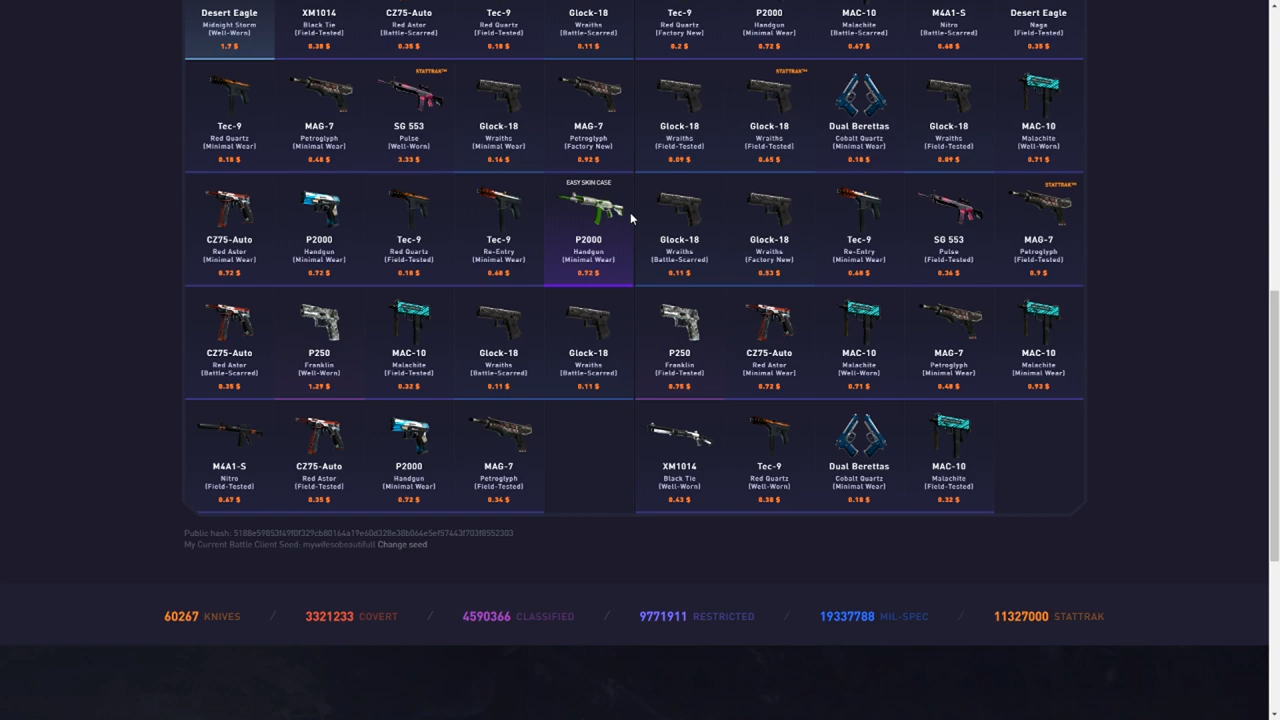 Desert Eagle XM1014 CZ75-Auto Tec-9 Glock-18 Tec-9 P2000 MAC-10 M4A1-S Desert Eagle
Midnight Storm Black Tie Red Astor Red Quartz Wraiths Red Quartz Handgun Malachite Nitro Naga
(Well-Worn) (Field-Tested) (Battle-Scarred) (Field-Tested) (Battle-Scarred) (Factory New) (Minimal Wear) (Battle-Scarred) (Battle-Scarred) (Field-Tested)
1.7 $ 0.38 $ 0.35 $ 0.18 $ 0.11 $ 0.2 $ 0.72 $ 0.67 $ 0.68 $ 0.35 $
STATTRAK™ STATTRAK™
Tec-9 MAG-7 SG 553 Glock-18 MAG-7 Glock-18 Glock-18 Dual Berettas Glock-18 MAC-10
Red Quartz Petroglyph Pulse Wraiths Petroglyph Wraiths Wraiths Cobalt Quartz Wraiths Malachite
(Minimal Wear) (Minimal Wear) (Well-Worn) (Minimal Wear) (Factory New) (Field-Tested) (Field-Tested) (Minimal Wear) (Field-Tested) (Well-Worn)
0.18 $ 0.48 $ 3.33 $ 0.16 $ 0.92 $ 0.09 $ 0.65 $ 0.18 $ 0.09 $ 0.71 $
EASY SKIN CASE STATTRAK™
CZ75-Auto P2000 Tec-9 Tec-9 P2000 Glock-18 Glock-18 Tec-9 SG 553 MAG-7
Red Astor Handgun Red Quartz Re-Entry Handgun Wraiths Wraiths Re-Entry Pulse Petroglyph
(Minimal Wear) (Minimal Wear) (Field-Tested) (Minimal Wear) (Minimal Wear) (Battle-Scarred) (Factory New) (Minimal Wear) (Field-Tested) (Field-Tested)
0.72 $ 0.72 $ 0.18 $ 0.68 $ 0.72 $ 0.11 $ 0.53 $ 0.68 $ 0.36 $ 0.9 $
CZ75-Auto P250 MAC-10 Glock-18 Glock-18 P250 CZ75-Auto MAC-10 MAG-7 MAC-10
Red Astor Franklin Malachite Wraiths Wraiths Franklin Red Astor Malachite Petroglyph Malachite
(Battle-Scarred) (Well-Worn) (Field-Tested) (Battle-Scarred) (Battle-Scarred) (Field-Tested) (Minimal Wear) (Well-Worn) (Minimal Wear) (Minimal Wear)
0.35 $ 1.29 $ 0.32 $ 0.11 $ 0.11 $ 0.75 $ 0.72 $ 0.71 $ 0.48 $ 0.93 $
M4A1-S CZ75-Auto P2000 MAG-7 XM1014 Tec-9 Dual Berettas MAC-10
Nitro Red Astor Handgun Petroglyph Black Tie Red Quartz Cobalt Quartz Malachite
(Field-Tested) (Field-Tested) (Minimal Wear) (Field-Tested) (Well-Worn) (Well-Worn) (Minimal Wear) (Field-Tested)
0.67 $ 0.35 $ 0.72 $ 0.34 $ 0.43 $ 0.38 $ 0.18 $ 0.32 $
Public hash:
My Current Battle Client Seed: mywifesobeautifull Change seed
60267 KNIVES / 3321233 COVERT / 4590366 CLASSIFIED / 9771911 RESTRICTED / 19337788 MIL-SPEC / 11327000 STATTRAK